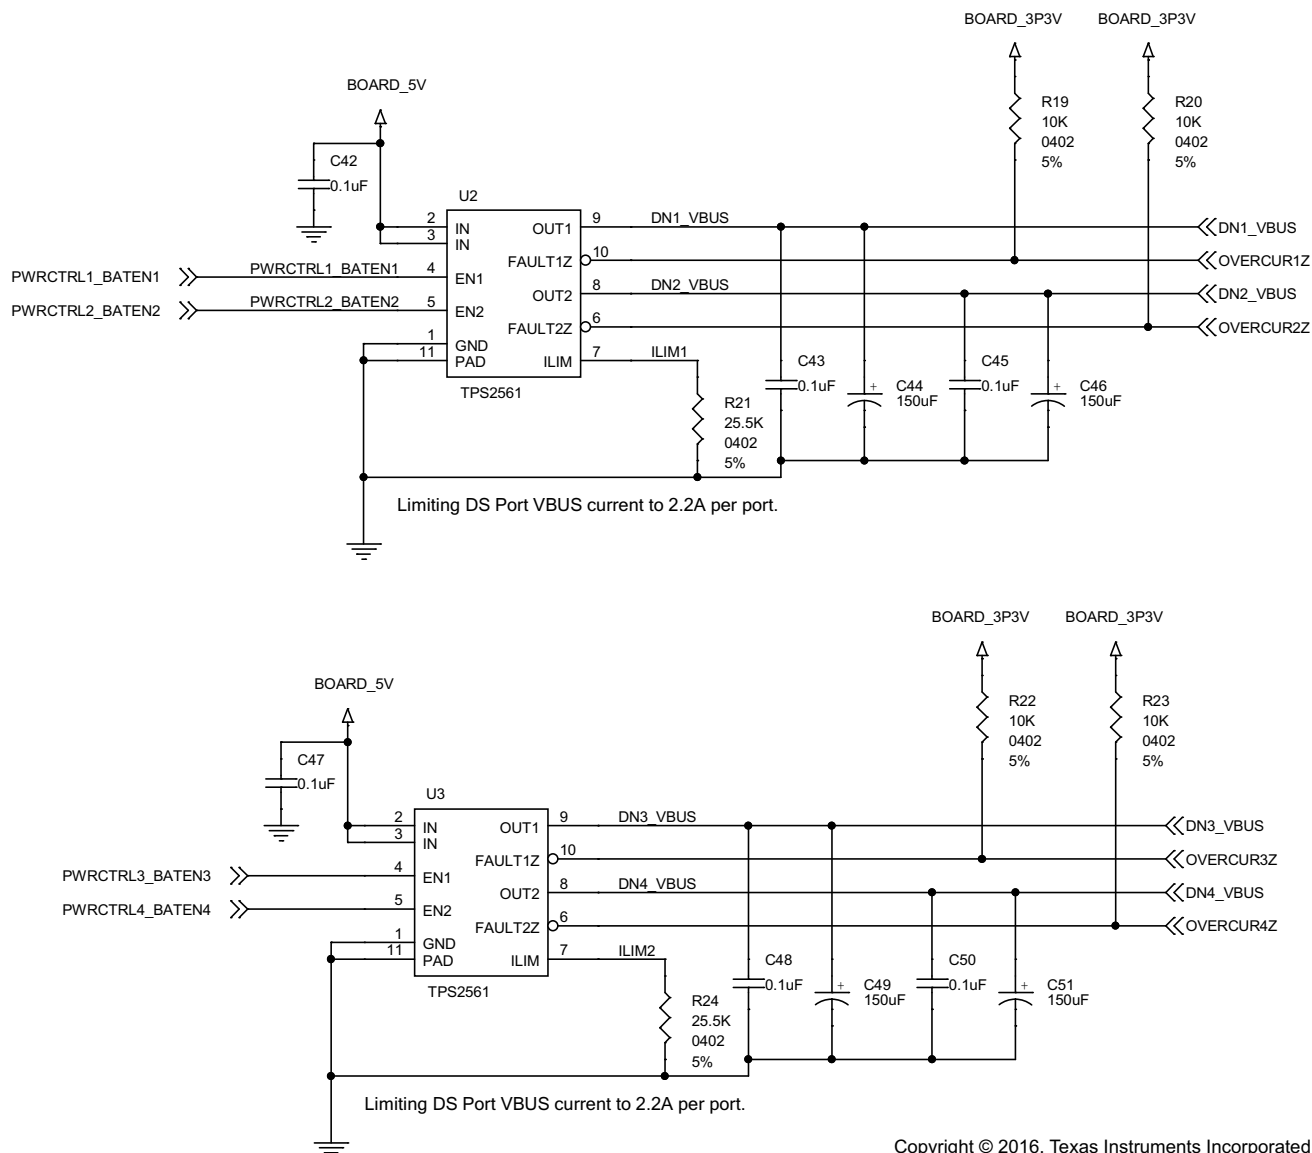 BOARD_3P3V BOARD_3P3V
BOARD_5V
R19
10K
0402
5%
R20
10K
0402
5%
C42
0.1uF
U2
2 IN
3 IN
4 EN1
5 EN2
1 GND
11 PAD
OUT1 9
FAULT1Z 10
OUT2 8
FAULT2Z 6
ILIM 7
TPS2561
PWRCTRL1_BATEN1 PWRCTRL1_BATEN1
PWRCTRL2_BATEN2 PWRCTRL2_BATEN2
DN1_VBUS DN1_VBUS
OVERCUR1Z
DN2_VBUS DN2_VBUS
OVERCUR2Z
ILIM1
R21
25.5K
0402
5%
C43
0.1uF
+
C44
150uF
C45
0.1uF
+
C46
150uF
Limiting DS Port VBUS current to 2.2A per port.
BOARD_3P3V BOARD_3P3V
BOARD_5V
R22
10K
0402
5%
R23
10K
0402
5%
C47
0.1uF
U3
2 IN
3 IN
4 EN1
5 EN2
1 GND
11 PAD
OUT1 9
FAULT1Z 10
OUT2 8
FAULT2Z 6
ILIM 7
TPS2561
PWRCTRL3_BATEN3
PWRCTRL4_BATEN4
DN3_VBUS DN3_VBUS
OVERCUR3Z
DN4_VBUS DN4_VBUS
OVERCUR4Z
ILIM2
R24
25.5K
0402
5%
C48
0.1uF
+
C49
150uF
C50
0.1uF
+
C51
150uF
Limiting DS Port VBUS current to 2.2A per port.
Copyright © 2016, Texas Instruments Incorporated